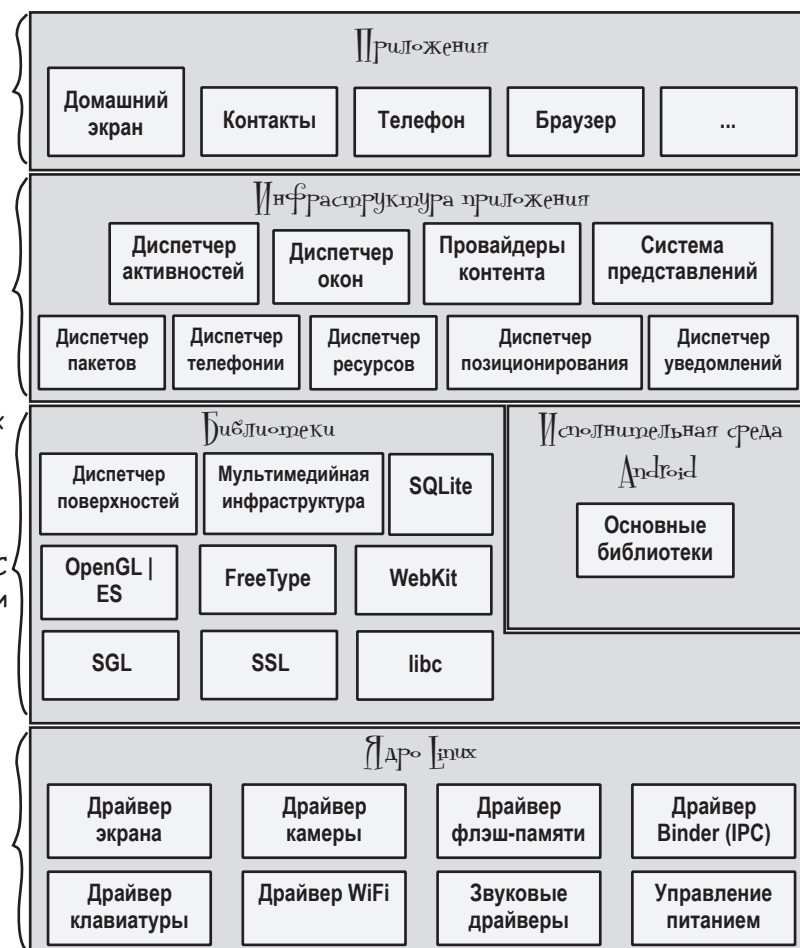 Приложения
Домашний
экран
Контакты
Телефон
Браузер
...
Инфраструктура приложения
Диспетчер
активностей
Диспетчер
окон
Провайдеры
контента
Система
представлений
Диспетчер
пакетов
Диспетчер
телефонии
Диспетчер
ресурсов
Диспетчер
позиционирования
Диспетчер
уведомлений
Библиотеки
Диспетчер
поверхностей
Мультимедийная
инфраструктура
SQLite
OpenGL |
ES
FreeType
WebKit
SGL
SSL
libc
Исполнительная среда
Android
Основные
библиотеки
Ядро Linux
Драйвер
экрана
Драйвер
камеры
Драйвер
флэш-памяти
Драйвер
Binder (IPC)
Драйвер
клавиатуры
Драйвер WiFi
Звуковые
драйверы
Управление
питанием